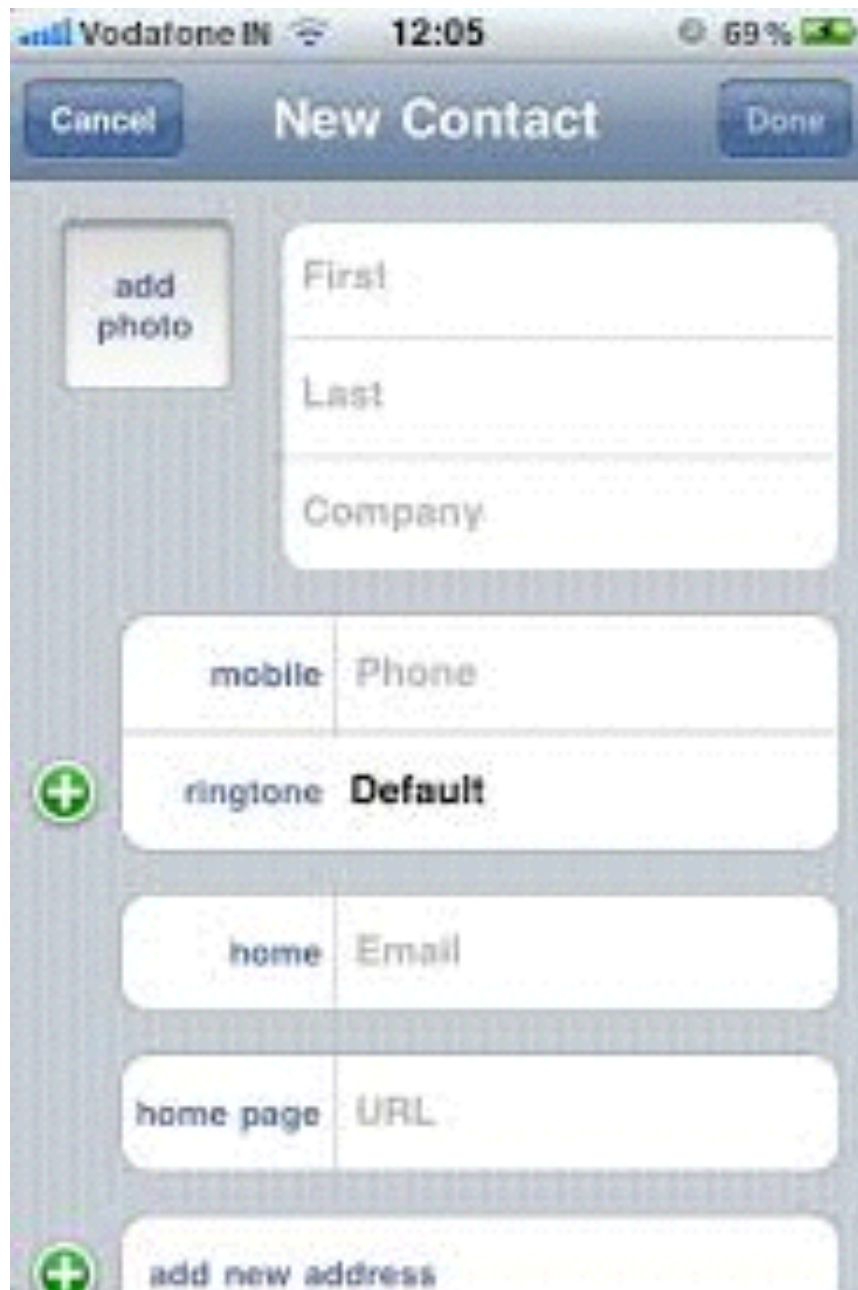 Vodafone IN 12:05 69%
Cancel New Contact Done
add
photo
First
Last
Company
mobile Phone
ringtone Default
home Email
home page URL
add new address